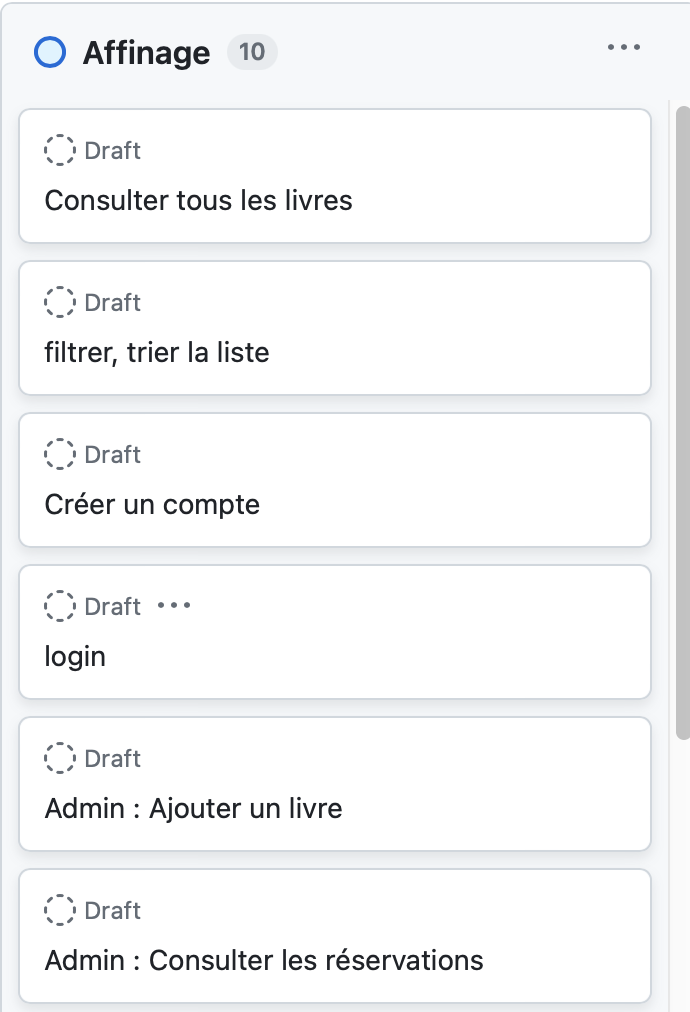 Affinage 10
Draft
Consulter tous les livres
Draft
filtrer, trier la liste
Draft
Créer un compte
Draft
login
Draft
Admin : Ajouter un livre
Draft
Admin : Consulter les réservations